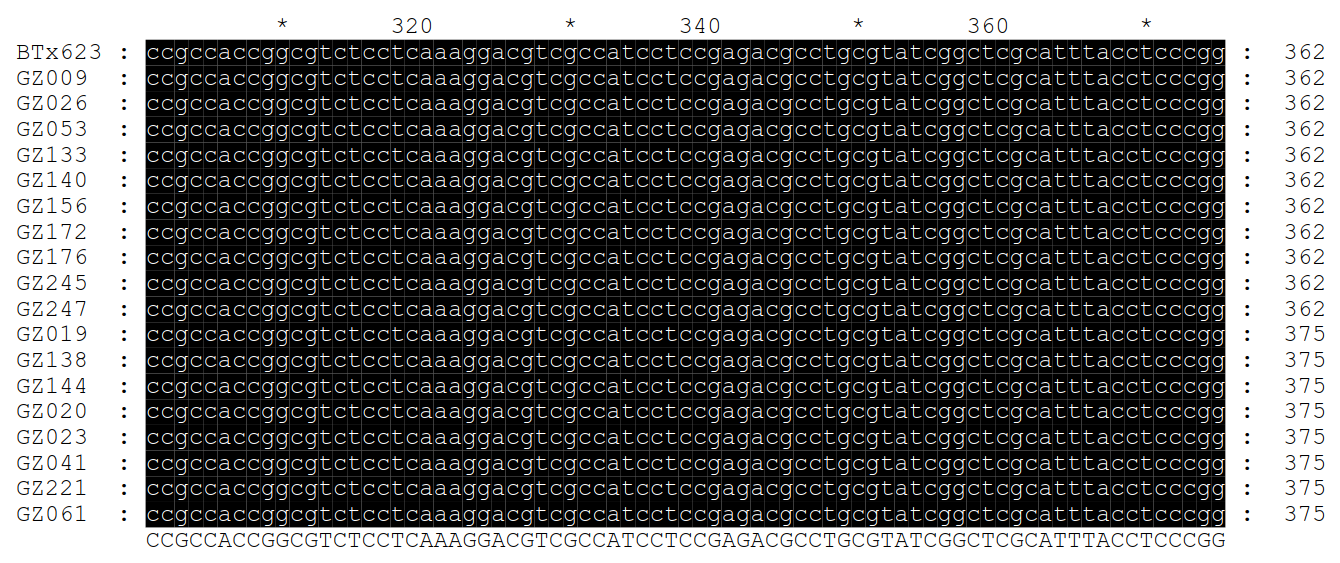 * 320 * 340 * 360 *
BTx623 : ccgccaccggcgtctcctcaaaggacgtcgccatcctccgagacgcctgcgtatcggctcgcatttacctcccgg : 362
GZ009 : ccgccaccggcgtctcctcaaaggacgtcgccatcctccgagacgcctgcgtatcggctcgcatttacctcccgg : 362
GZ026 : ccgccaccggcgtctcctcaaaggacgtcgccatcctccgagacgcctgcgtatcggctcgcatttacctcccgg : 362
GZ053 : ccgccaccggcgtctcctcaaaggacgtcgccatcctccgagacgcctgcgtatcggctcgcatttacctcccgg : 362
GZ133 : ccgccaccggcgtctcctcaaaggacgtcgccatcctccgagacgcctgcgtatcggctcgcatttacctcccgg : 362
GZ140 : ccgccaccggcgtctcctcaaaggacgtcgccatcctccgagacgcctgcgtatcggctcgcatttacctcccgg : 362
GZ156 : ccgccaccggcgtctcctcaaaggacgtcgccatcctccgagacgcctgcgtatcggctcgcatttacctcccgg : 362
GZ172 : ccgccaccggcgtctcctcaaaggacgtcgccatcctccgagacgcctgcgtatcggctcgcatttacctcccgg : 362
GZ176 : ccgccaccggcgtctcctcaaaggacgtcgccatcctccgagacgcctgcgtatcggctcgcatttacctcccgg : 362
GZ245 : ccgccaccggcgtctcctcaaaggacgtcgccatcctccgagacgcctgcgtatcggctcgcatttacctcccgg : 362
GZ247 : ccgccaccggcgtctcctcaaaggacgtcgccatcctccgagacgcctgcgtatcggctcgcatttacctcccgg : 362
GZ019 : ccgccaccggcgtctcctcaaaggacgtcgccatcctccgagacgcctgcgtatcggctcgcatttacctcccgg : 375
GZ138 : ccgccaccggcgtctcctcaaaggacgtcgccatcctccgagacgcctgcgtatcggctcgcatttacctcccgg : 375
GZ144 : ccgccaccggcgtctcctcaaaggacgtcgccatcctccgagacgcctgcgtatcggctcgcatttacctcccgg : 375
GZ020 : ccgccaccggcgtctcctcaaaggacgtcgccatcctccgagacgcctgcgtatcggctcgcatttacctcccgg : 375
GZ023 : ccgccaccggcgtctcctcaaaggacgtcgccatcctccgagacgcctgcgtatcggctcgcatttacctcccgg : 375
GZ041 : ccgccaccggcgtctcctcaaaggacgtcgccatcctccgagacgcctgcgtatcggctcgcatttacctcccgg : 375
GZ221 : ccgccaccggcgtctcctcaaaggacgtcgccatcctccgagacgcctgcgtatcggctcgcatttacctcccgg : 375
GZ061 : ccgccaccggcgtctcctcaaaggacgtcgccatcctccgagacgcctgcgtatcggctcgcatttacctcccgg : 375
CCGCCACCGGCGTCTCCTCAAAGGACGTCGCCATCCTCCGAGACGCCTGCGTATCGGCTCGCATTTACCTCCCGG